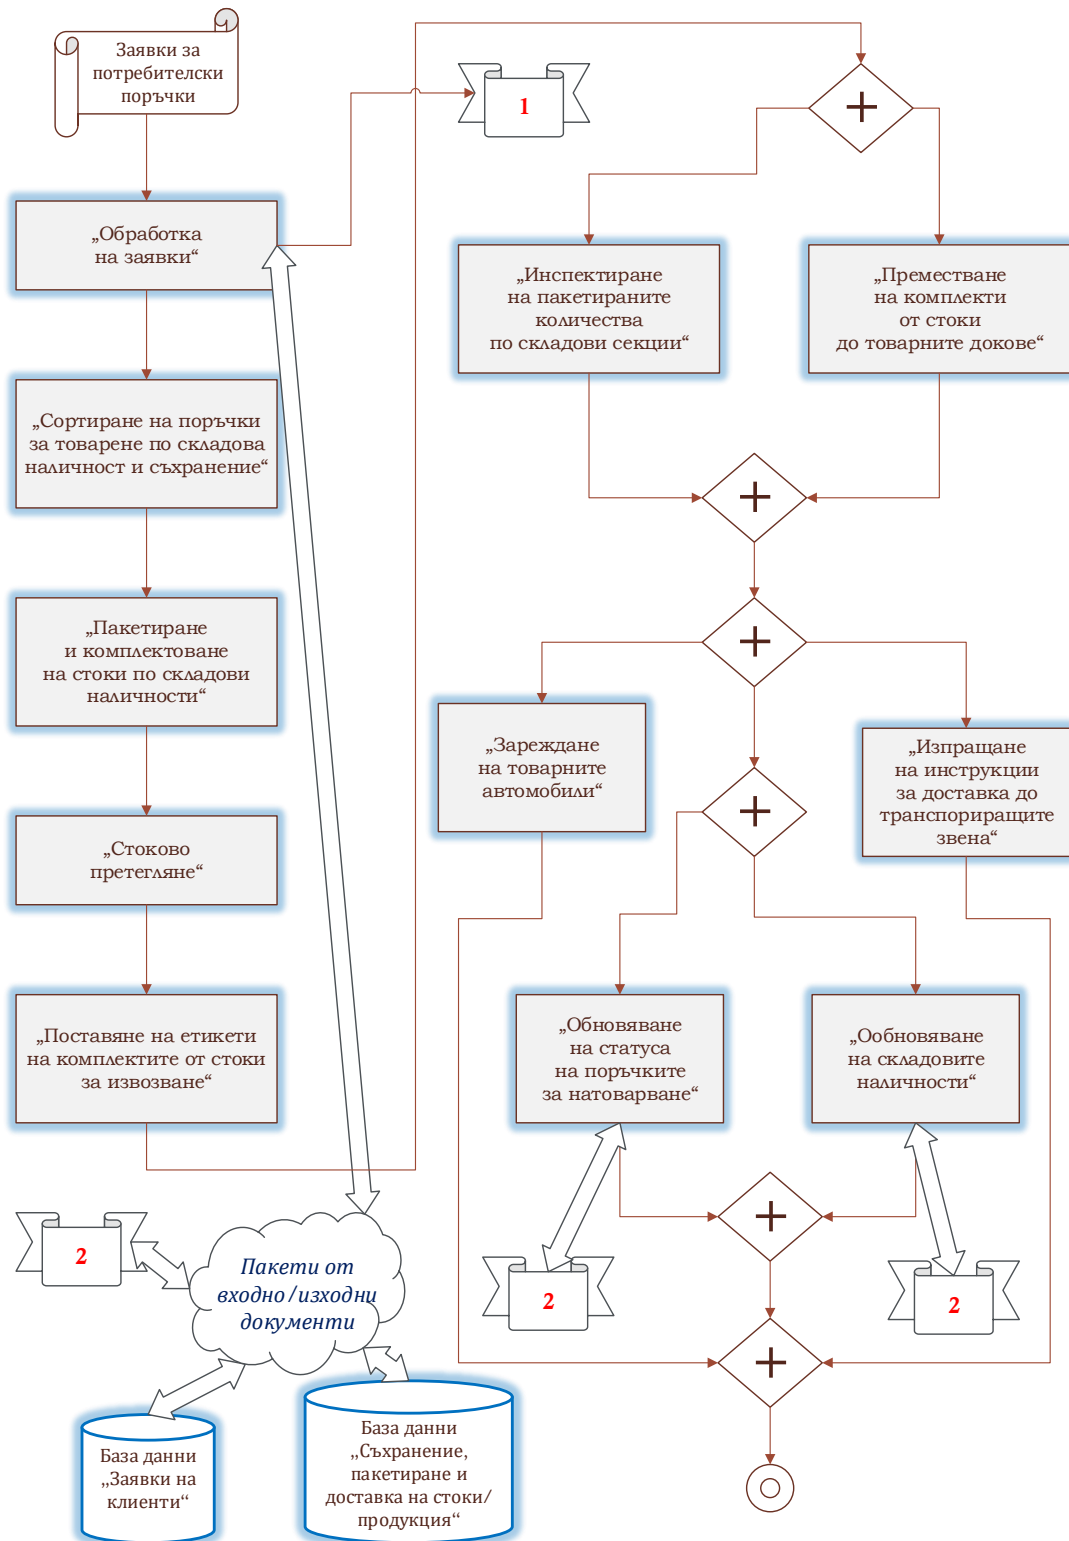 Заявки за
потребителски
поръчки
1
„Обработка
на заявки“
„Инспектиране
на пакетираните
количества
по складови секции“
„Преместване
на комплекти
от стоки
до товарните докове“
„Сортиране на поръчки
за товарене по складова
наличност и съхранение“
„Пакетиране
и комплектоване
на стоки по складови
наличности“
„Зареждане
на товарните
автомобили“
„Изпращане
на инструкции
за доставка до
транспориращите
звена“
„Стоково
претегляне“
„Поставяне на етикети
на комплектите от стоки
за извозване“
„Обновяване
на статуса
на поръчките
за натоварване“
„Ообновяване
на складовите
наличности“
2
Пакети от
входно/изходни
документи
2
2
База данни
„Заявки на
клиенти“
База данни
„Съхранение,
пакетиране и
доставка на стоки/
продукция“